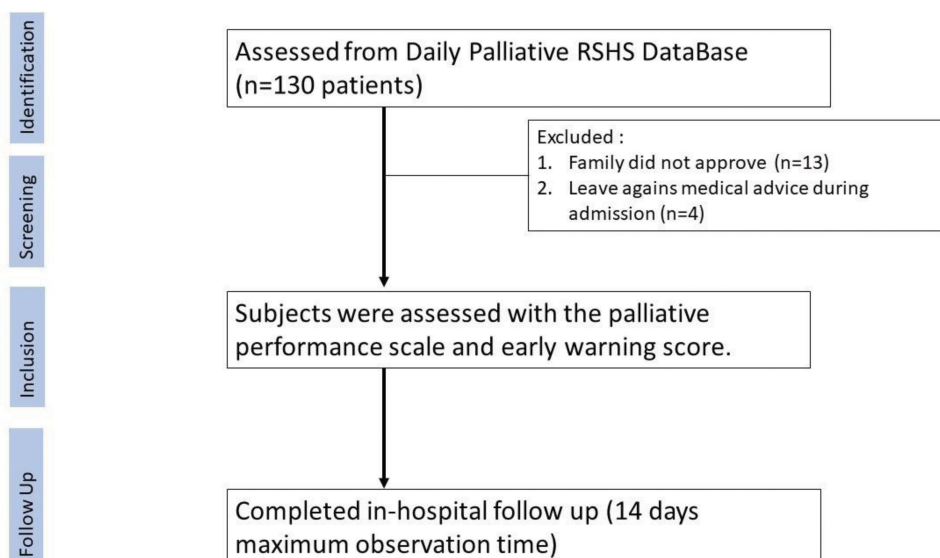 Identification
Assessed from Daily Palliative RSHS DataBase
(n=130 patients)
Excluded :
1. Family did not approve (n=13)
2. Leave agains medical advice during
admission (n=4)
Screening
Inclusion
Subjects were assessed with the palliative
performance scale and early warning score.
Follow Up
Completed in-hospital follow up (14 days
maximum observation time)